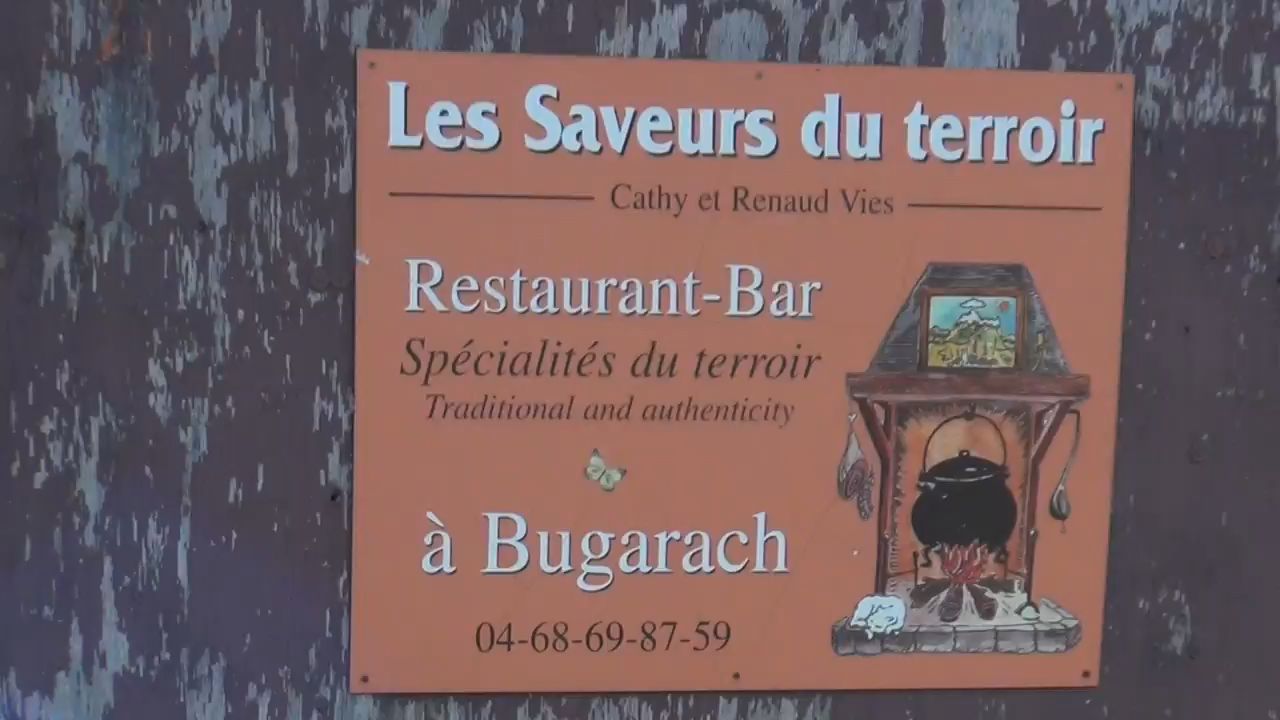 Les Saveurs du terroir
Cathy et Renaud Vies
Restaurant-Bar
Spécialités du terroir
Traditional and authenticity
à Bugarach
04-68-69-87-59